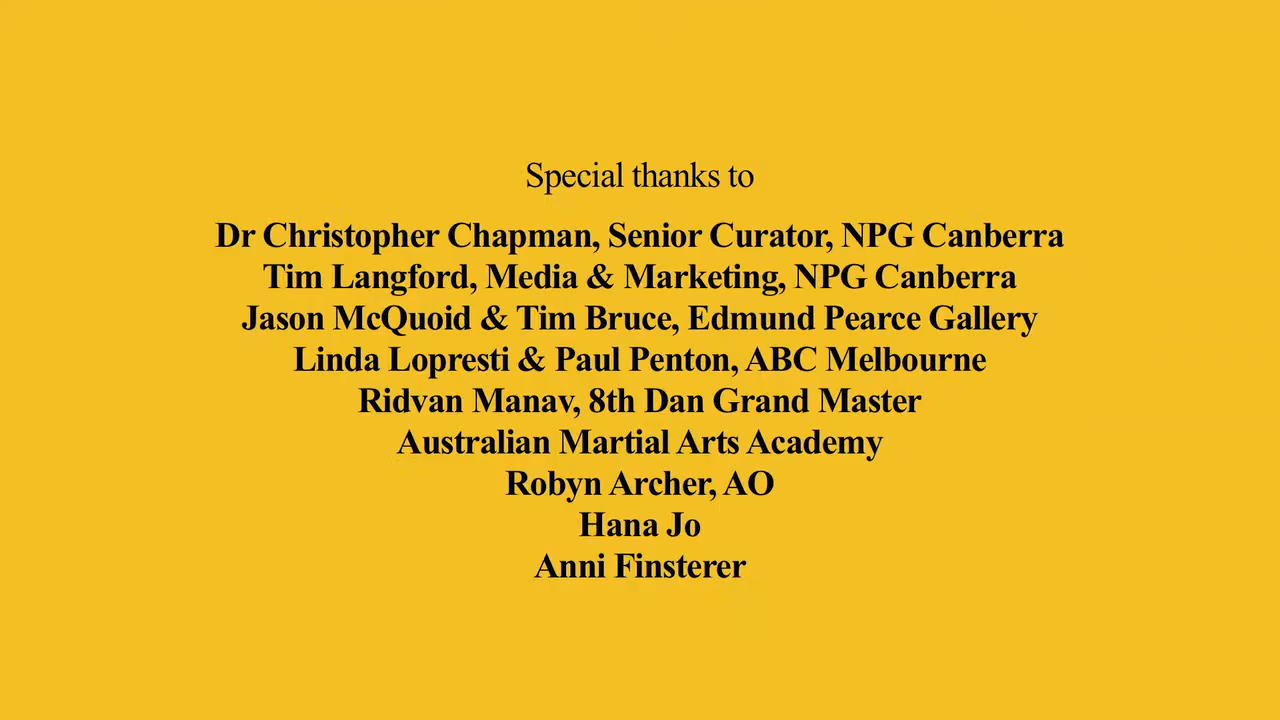 Special thanks to
Dr Christopher Chapman, Senior Curator, NPG Canberra
Tim Langford, Media & Marketing, NPG Canberra
Jason McQuoid & Tim Bruce, Edmund Pearce Gallery
Linda Lopresti & Paul Penton, ABC Melbourne
Ridvan Manav, 8th Dan Grand Master
Australian Martial Arts Academy
Robyn Archer, AO
Hana Jo
Anni Finsterer